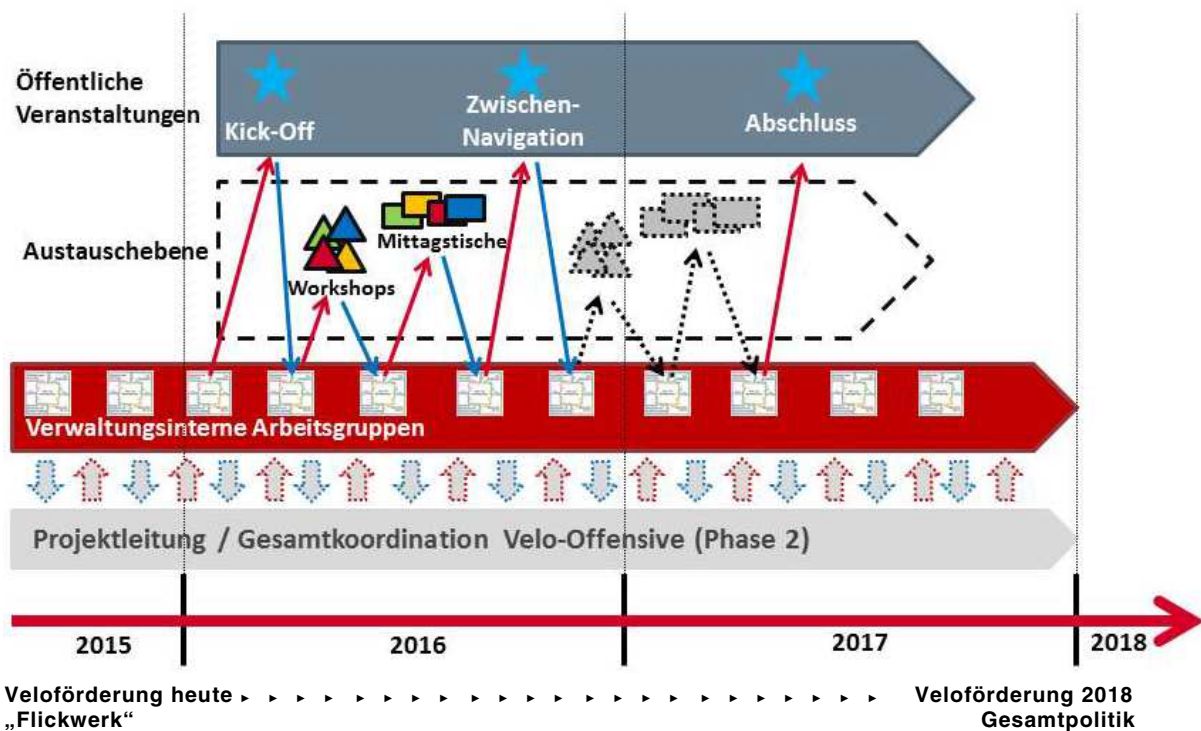 Öffentliche
Veranstaltungen
Kick-Off
Zwischen-
Navigation
Abschluss
Austauschebene
Workshops
Mittagstische
Verwaltungsinterne Arbeitsgruppen
Projektleitung / Gesamtkoordination Velo-Offensive (Phase 2)
2015
2016
2017
2018
Veloförderung heute
„Flickwerk“
Veloförderung 2018
Gesamtpolitik